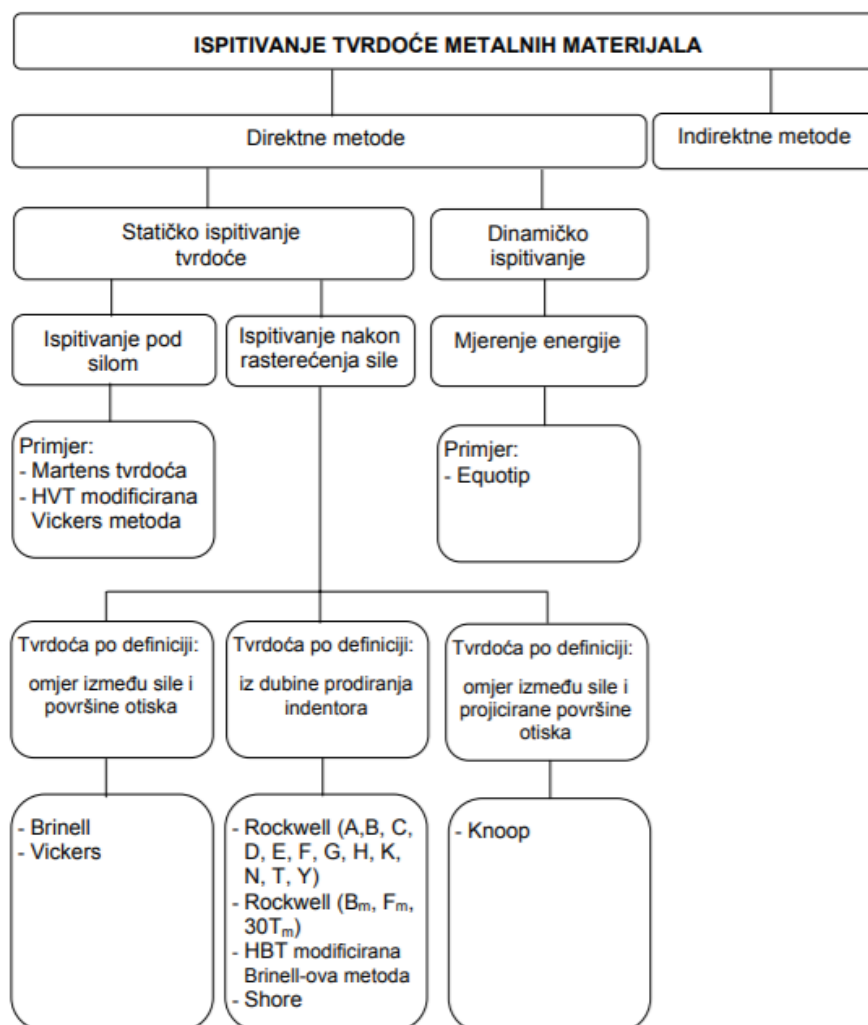 ISPITIVANJE TVRDOĆE METALNIH MATERIJALA
Direktne metode
Indirektne metode
Statičko ispitivanje
tvrdoće
Dinamičko
ispitivanje
Ispitivanje pod
silom
Ispitivanje nakon
rasterećenja sile
Mjerenje energije
Primjer:
- Martens tvrdoća
- HVT modificirana
Vickers metoda
Primjer:
- Equotip
Tvrdoća po definiciji:
omjer između sile i
površine otiska
Tvrdoća po definiciji:
iz dubine prodiranja
indentora
Tvrdoća po definiciji:
omjer između sile i
projicirane površine
otiska
- Brinell
- Vickers
- Rockwell (A,B, C,
D, E, F, G, H, K,
N, T, Y)
- Rockwell (Bm, Fm,
30Tm)
- HBT modificirana
Brinell-ova metoda
- Shore
- Knoop